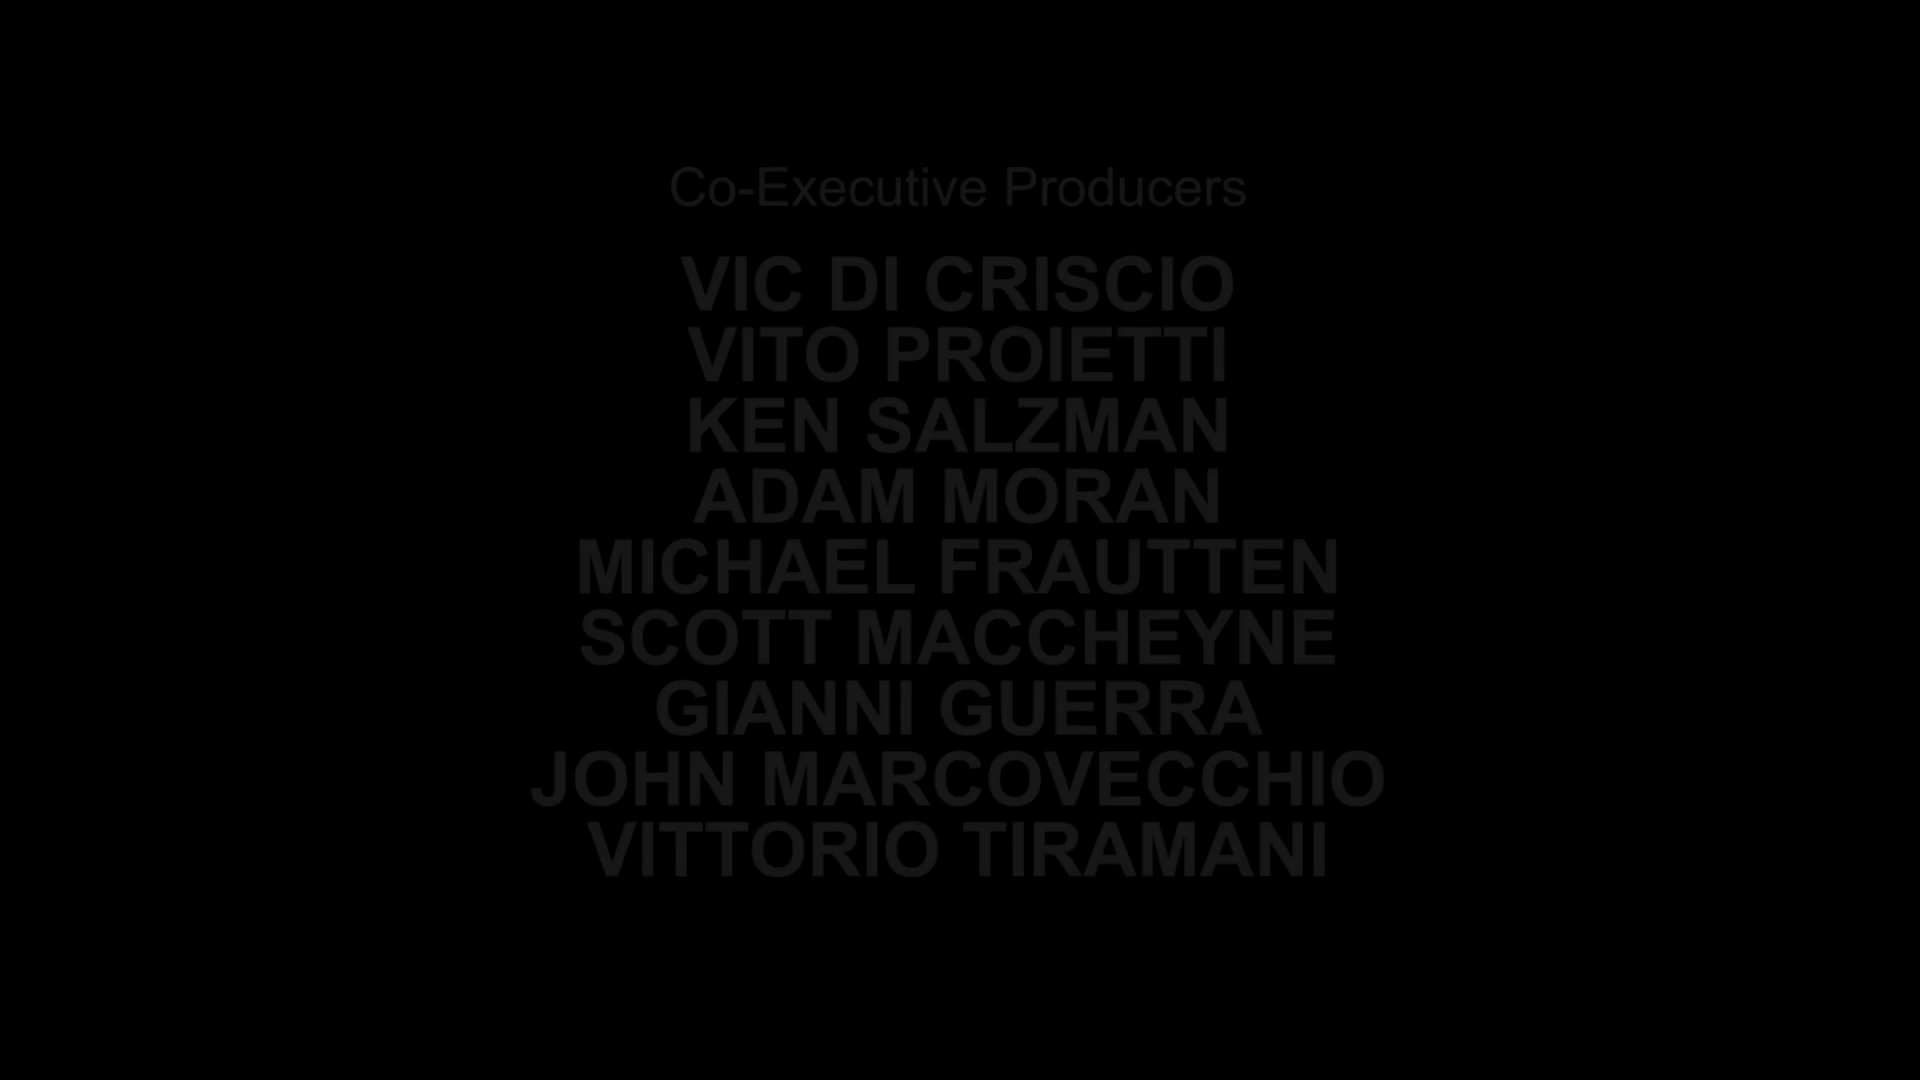 Co-Executive Producers
VIC DI CRISCIO
VITO PROIETTI
KEN SALZMAN
ADAM MORAN
MICHAEL FRAUTTEN
SCOTT MACCHEYNE
GIANNI GUERRA
JOHN MARCOVECCHIO
VITTORIO TIRAMANI